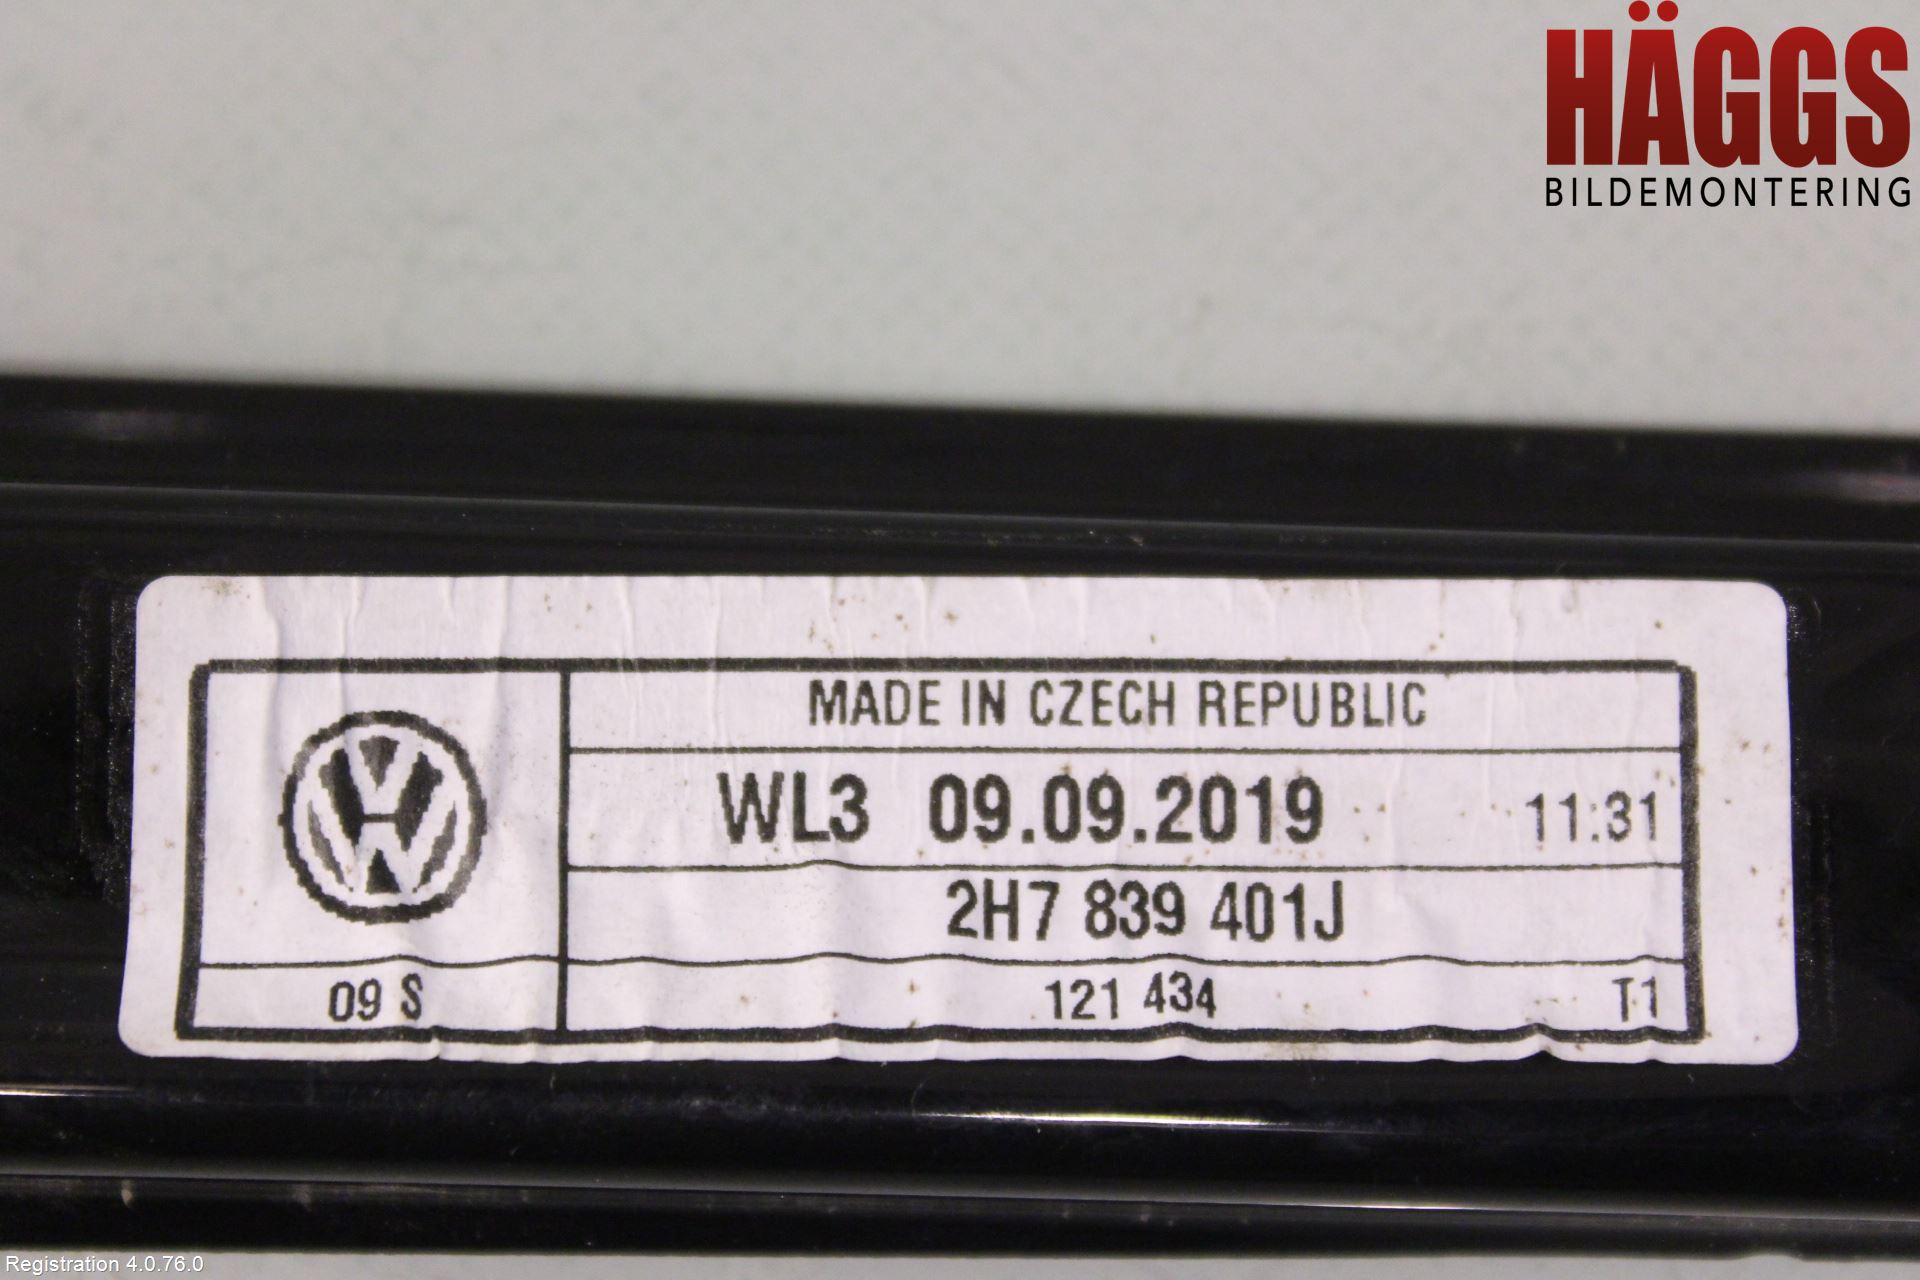 HÄGGS
BILDEMONTERING
MADE IN CZECH REPUBLIC
WL3 09.09.2019 11:31
2H7 839 401J
09 S 121 434 T1
Registration 4.0.76.0